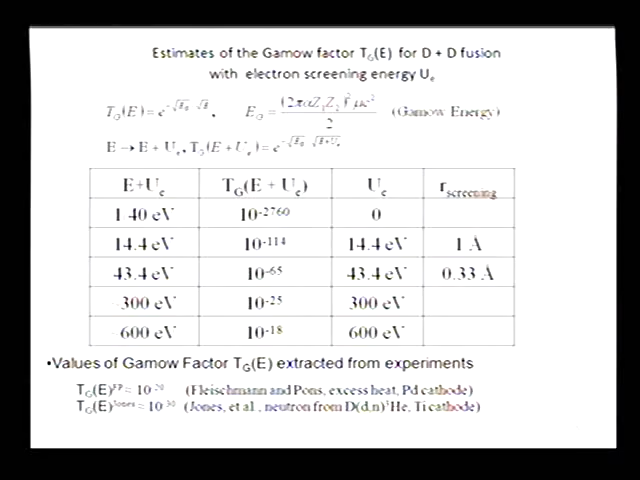 Estimates of the Gamow factor T_G(E) for D + D fusion
with electron screening energy U_e
T_G(E) = e^{-√E_G/√E}, E_G = (2παZ_1Z_2)^2 μc^2 / 2 (Gamow Energy)
E → E + U_e, T_G(E + U_e) = e^{-√E_G/√E+U_e}
E+U_e T_G(E + U_e) U_e r_screening
1 40 eV 10^-2760 0
14.4 eV 10^-114 14.4 eV 1 Å
43.4 eV 10^-65 43.4 eV 0.33 Å
300 eV 10^-25 300 eV
600 eV 10^-18 600 eV
•Values of Gamow Factor T_G(E) extracted from experiments
T_G(E)^FP ≈ 10^-20 (Fleischmann and Pons, excess heat, Pd cathode)
T_G(E)^Jones ≈ 10^-30 (Jones, et al., neutron from D(d,n)^3He, Ti cathode)